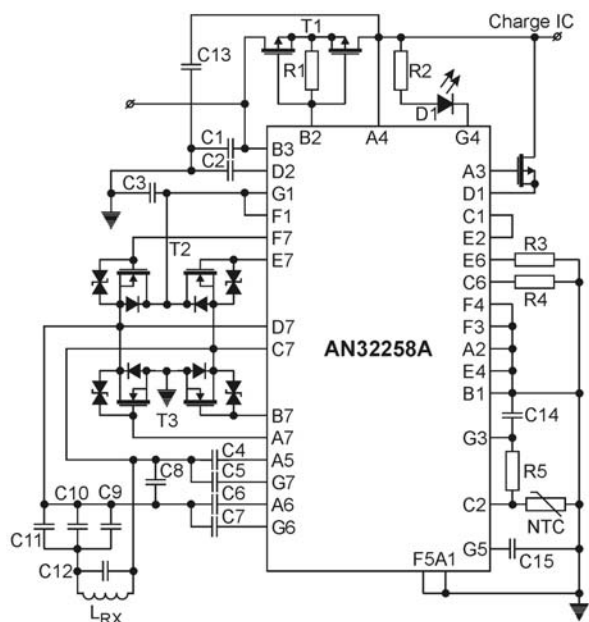 T1
Charge IC
C13
R1
R2
D1
C1
C2
C3
B2
A4
G4
B3
D2
G1
F1
F7
E7
D7
C7
B7
A7
A5
G7
A6
G6
A3
D1
C1
E2
E6
C6
F4
F3
A2
E4
B1
G3
C2
G5
F5A1
AN32258A
T2
T3
R3
R4
C14
R5
NTC
C15
C4
C5
C6
C7
C8
C10
C9
C11
C12
LRX